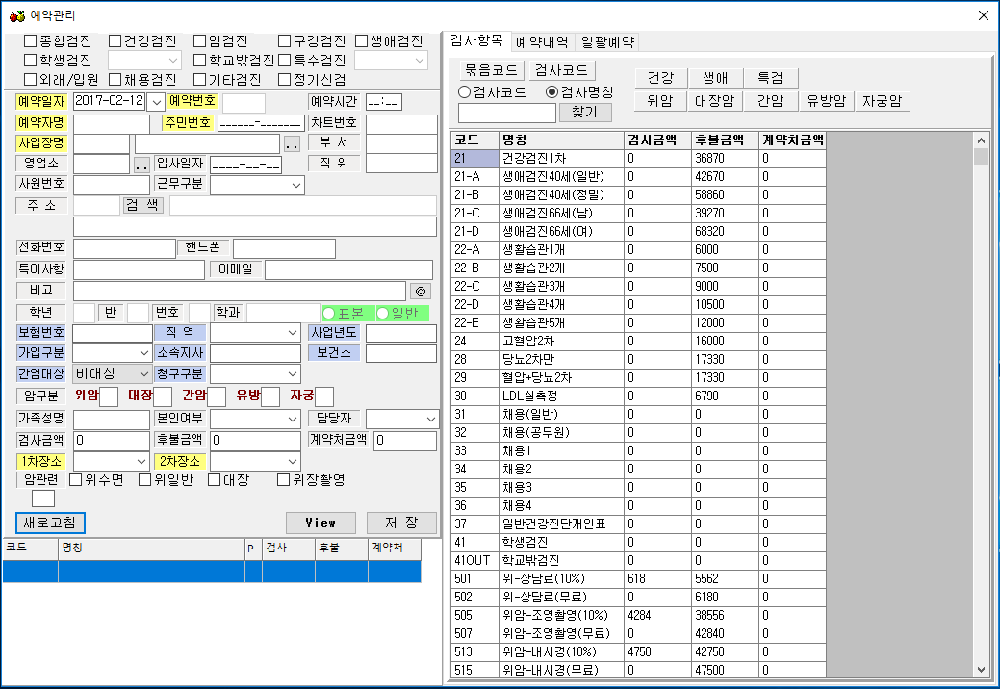 예약관리
종합검진 건강검진 암검진 구강검진 생애검진
학생검진 학교밖검진 특수검진
외래/입원 채용검진 기타검진 정기신검
예약일자 2017-02-12 예약번호 예약시간 __:__
예약자명 주민번호 ______-_______ 차트번호
사업장명 .. 부 서
영업소 .. 입사일자 ____-__-__ 직 위
사원번호 근무구분
주 소 검 색
전화번호 핸드폰
특이사항 이메일
비고 ◎
학년 반 번호 학과 표본 일반
보험번호 직 역 사업년도
가입구분 소속지사 보건소
간염대상 비대상 청구구분
암구분 위암 대장 간암 유방 자궁
가족성명 본인여부 담당자
검사금액 0 후불금액 0 계약처금액 0
1차장소 2차장소
암관련 위수면 위일반 대장 위장촬영
새로고침 View 저 장
코드 명칭 P 검사 후불 계약처
검사항목 예약내역 일괄예약
묶음코드 검사코드
검사코드 검사명칭
찾기
건강 생애 특검
위암 대장암 간암 유방암 자궁암
코드 명칭 검사금액 후불금액 계약처금액
21 건강검진1차 0 36870 0
21-A 생애검진40세(일반) 0 42670 0
21-B 생애검진40세(정밀) 0 58860 0
21-C 생애검진66세(남) 0 39270 0
21-D 생애검진66세(여) 0 68320 0
22-A 생활습관1개 0 6000 0
22-B 생활습관2개 0 7500 0
22-C 생활습관3개 0 9000 0
22-D 생활습관4개 0 10500 0
22-E 생활습관5개 0 12000 0
24 고혈압2차 0 16000 0
28 당뇨2차만 0 17330 0
29 혈압+당뇨2차 0 17330 0
30 LDL실측정 0 6790 0
31 채용(일반) 0 0 0
32 채용(공무원) 0 0 0
33 채용1 0 0 0
34 채용2 0 0 0
35 채용3 0 0 0
36 채용4 0 0 0
37 일반건강진단개인표 0 0 0
41 학생검진 0 0 0
41OUT 학교밖검진 0 0 0
501 위-상담료(10%) 618 5562 0
502 위-상담료(무료) 0 6180 0
505 위암-조영촬영(10%) 4284 38556 0
507 위암-조영촬영(무료) 0 42840 0
513 위암-내시경(10%) 4750 42750 0
515 위암-내시경(무료) 0 47500 0